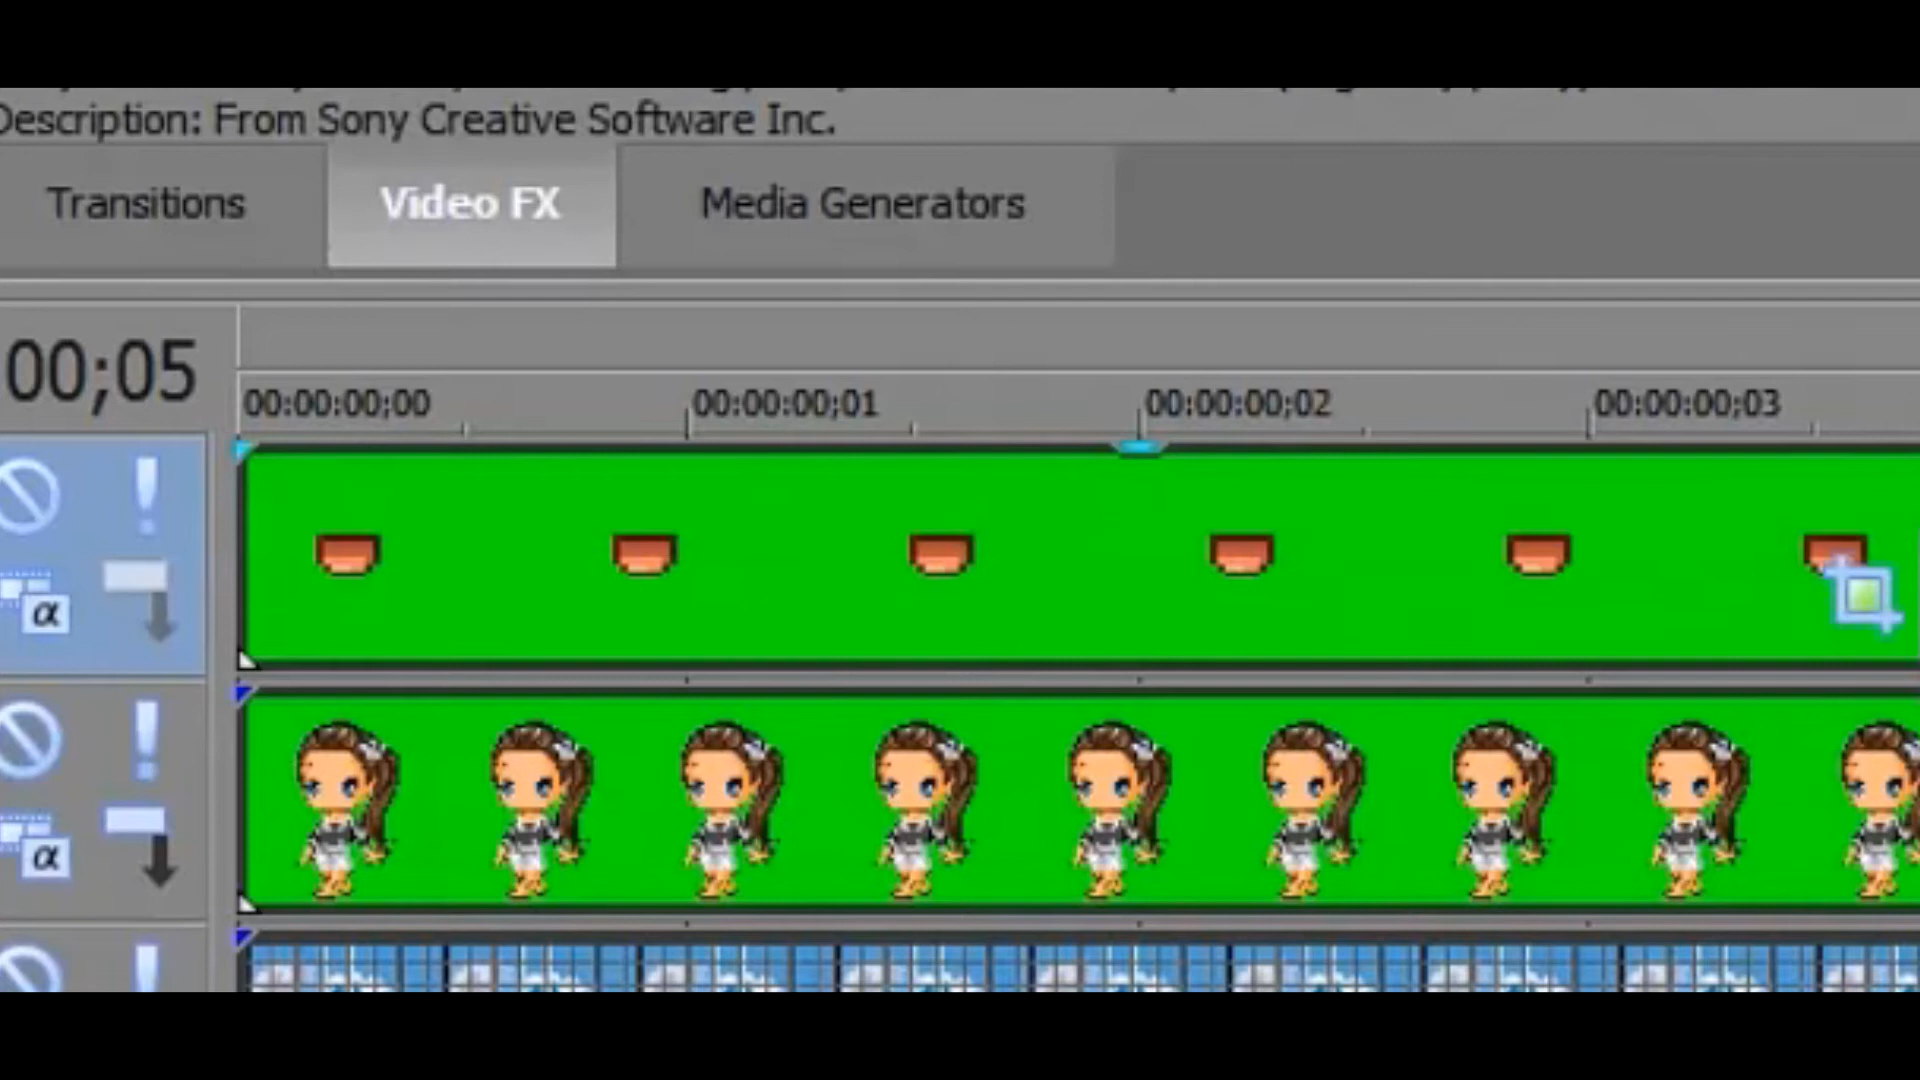 Description: From Sony Creative Software Inc.
Transitions Video FX Media Generators
00;05
00:00:00;00 00:00:00;01 00:00:00;02 00:00:00;03
α
α